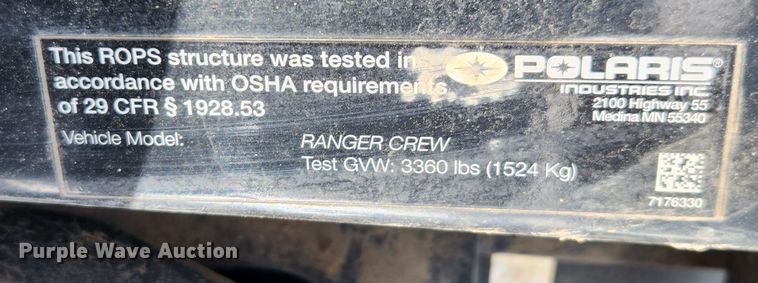 This ROPS structure was tested in
accordance with OSHA requirements
of 29 CFR § 1928.53
POLARIS
INDUSTRIES INC.
2100 Highway 55
Medina MN 55340
Vehicle Model: RANGER CREW
Test GVW: 3360 lbs (1524 Kg)
7176330
Purple Wave Auction